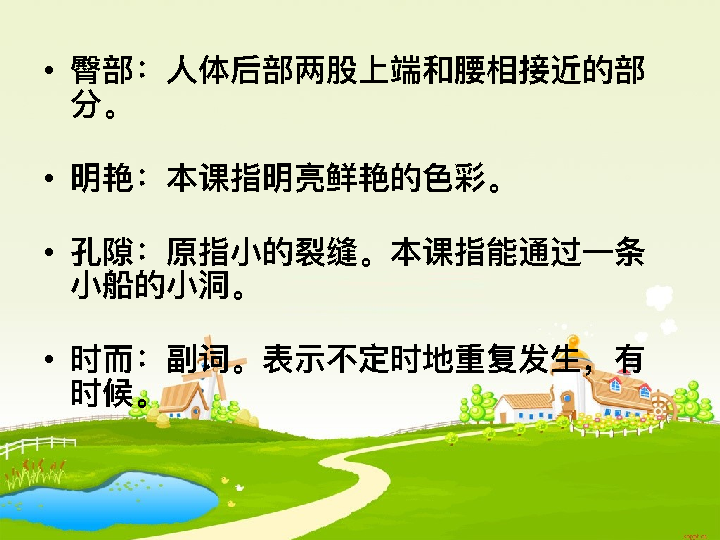 • 臀部：人体后部两股上端和腰相接近的部
分。
• 明艳：本课指明亮鲜艳的色彩。
• 孔隙：原指小的裂缝。本课指能通过一条
小船的小洞。
• 时而：副词。表示不定时地重复发生，有
时候。